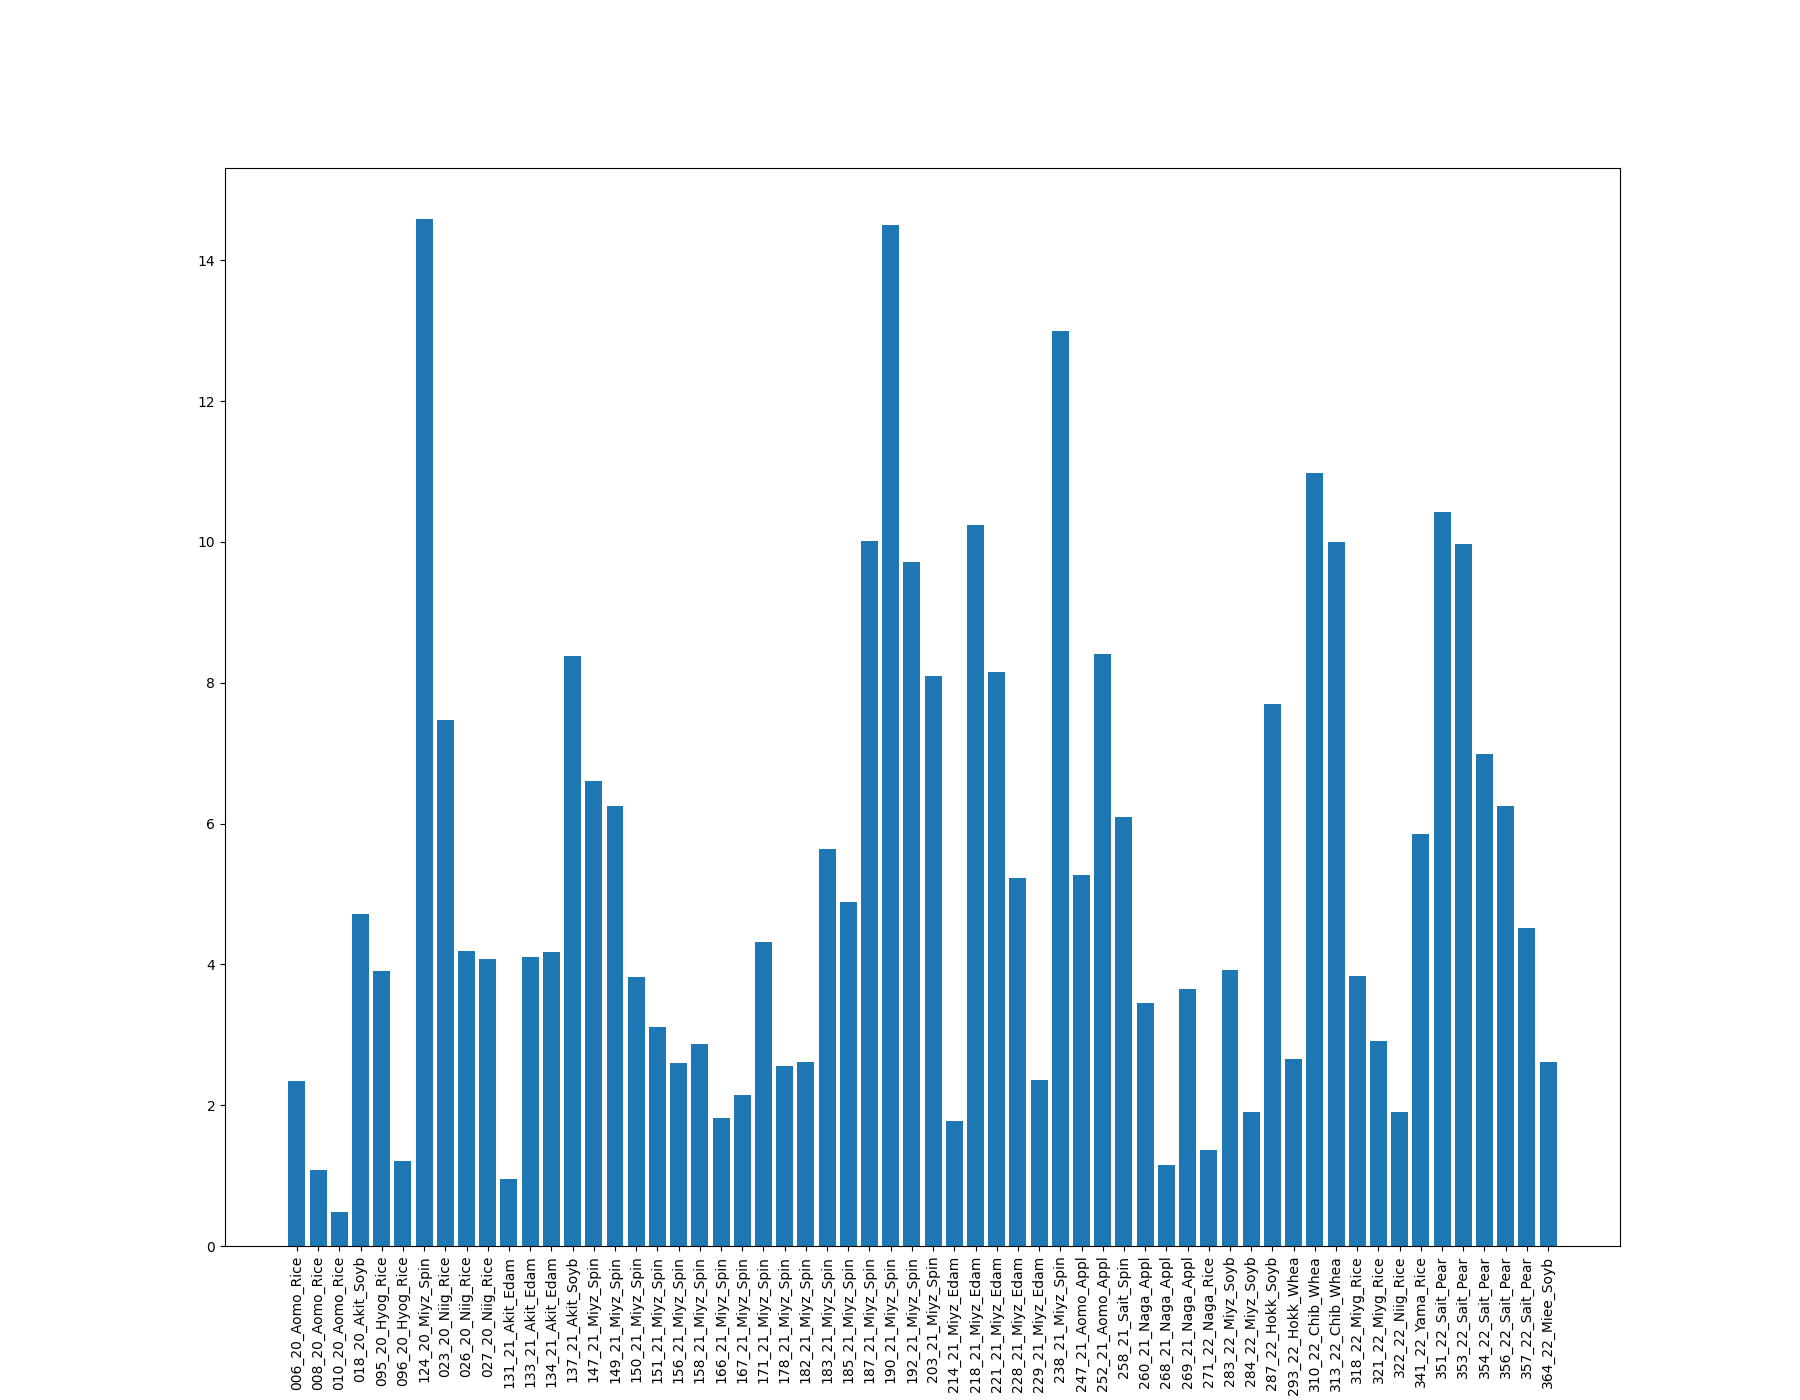 14
12
10
8
6
4
2
0
006_20_Aomo_Rice
008_20_Aomo_Rice
010_20_Aomo_Rice
018_20_Akit_Soyb
095_20_Hyog_Rice
096_20_Hyog_Rice
124_20_Miyz_Spin
023_20_Niig_Rice
026_20_Niig_Rice
027_20_Niig_Rice
131_21_Akit_Edam
133_21_Akit_Edam
134_21_Akit_Edam
137_21_Akit_Soyb
147_21_Miyz_Spin
149_21_Miyz_Spin
150_21_Miyz_Spin
151_21_Miyz_Spin
156_21_Miyz_Spin
158_21_Miyz_Spin
166_21_Miyz_Spin
167_21_Miyz_Spin
171_21_Miyz_Spin
178_21_Miyz_Spin
182_21_Miyz_Spin
183_21_Miyz_Spin
185_21_Miyz_Spin
187_21_Miyz_Spin
190_21_Miyz_Spin
192_21_Miyz_Spin
203_21_Miyz_Spin
214_21_Miyz_Edam
218_21_Miyz_Edam
221_21_Miyz_Edam
228_21_Miyz_Edam
229_21_Miyz_Edam
238_21_Miyz_Spin
247_21_Aomo_Appl
252_21_Aomo_Appl
258_21_Sait_Spin
260_21_Naga_Appl
268_21_Naga_Appl
269_21_Naga_Appl
271_22_Naga_Rice
283_22_Miyz_Soyb
284_22_Miyz_Soyb
287_22_Hokk_Soyb
293_22_Hokk_Whea
310_22_Chib_Whea
313_22_Chib_Whea
318_22_Miyg_Rice
321_22_Miyg_Rice
322_22_Niig_Rice
341_22_Yama_Rice
351_22_Sait_Pear
353_22_Sait_Pear
354_22_Sait_Pear
356_22_Sait_Pear
357_22_Sait_Pear
364_22_Miee_Soyb